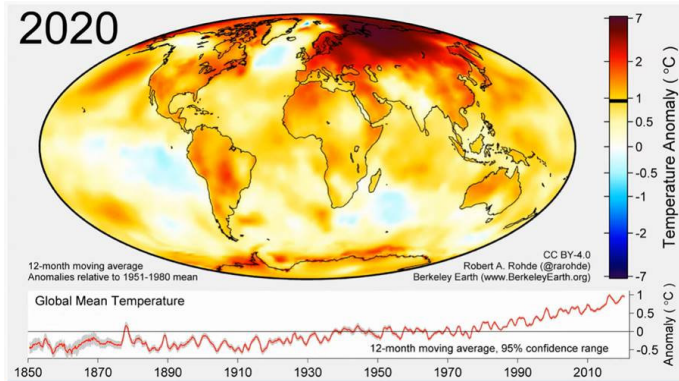 2020
7
2
1
0.5
0
-0.5
-1
-2
-7
Temperature Anomaly (°C)
12-month moving average
Anomalies relative to 1951-1980 mean
CC BY-4.0
Robert A. Rohde (@rarohde)
Berkeley Earth (www.BerkeleyEarth.org)
Global Mean Temperature
12-month moving average, 95% confidence range
1
0.5
0
-0.5
Anomaly (°C)
1850 1870 1890 1910 1930 1950 1970 1990 2010